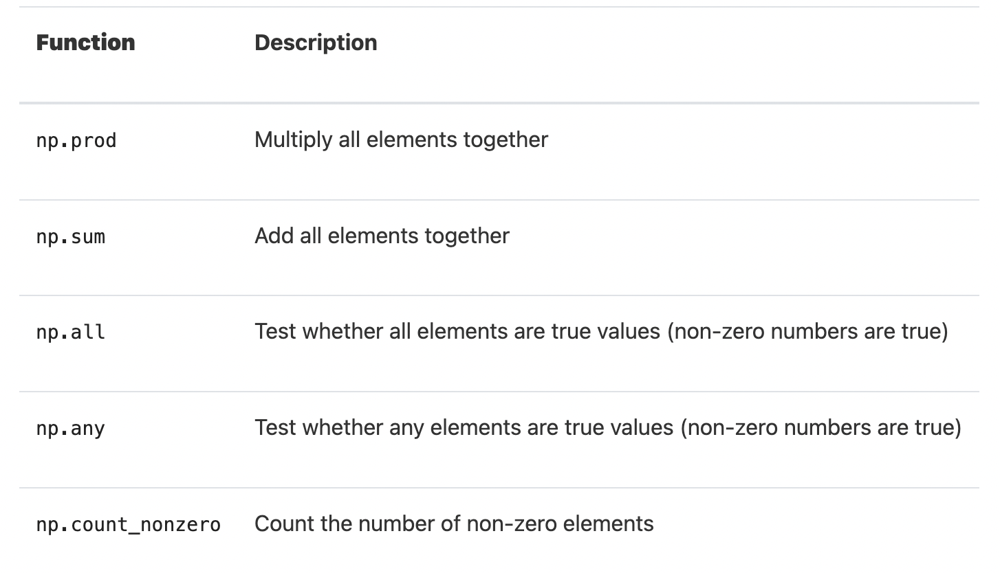 Function Description
np.prod Multiply all elements together
np.sum Add all elements together
np.all Test whether all elements are true values (non-zero numbers are true)
np.any Test whether any elements are true values (non-zero numbers are true)
np.count_nonzero Count the number of non-zero elements